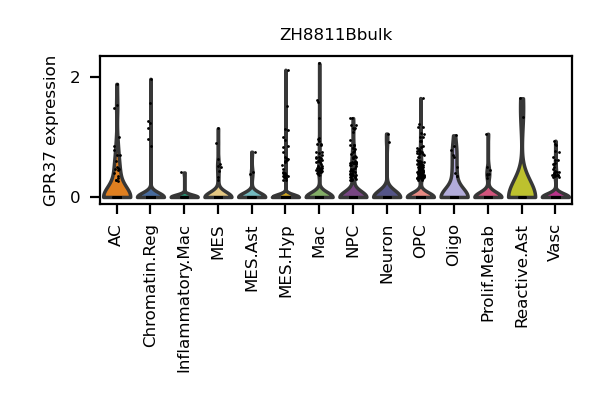 ZH8811Bbulk
GPR37 expression
2
0
AC
Chromatin.Reg
Inflammatory.Mac
MES
MES.Ast
MES.Hyp
Mac
NPC
Neuron
OPC
Oligo
Prolif.Metab
Reactive.Ast
Vasc